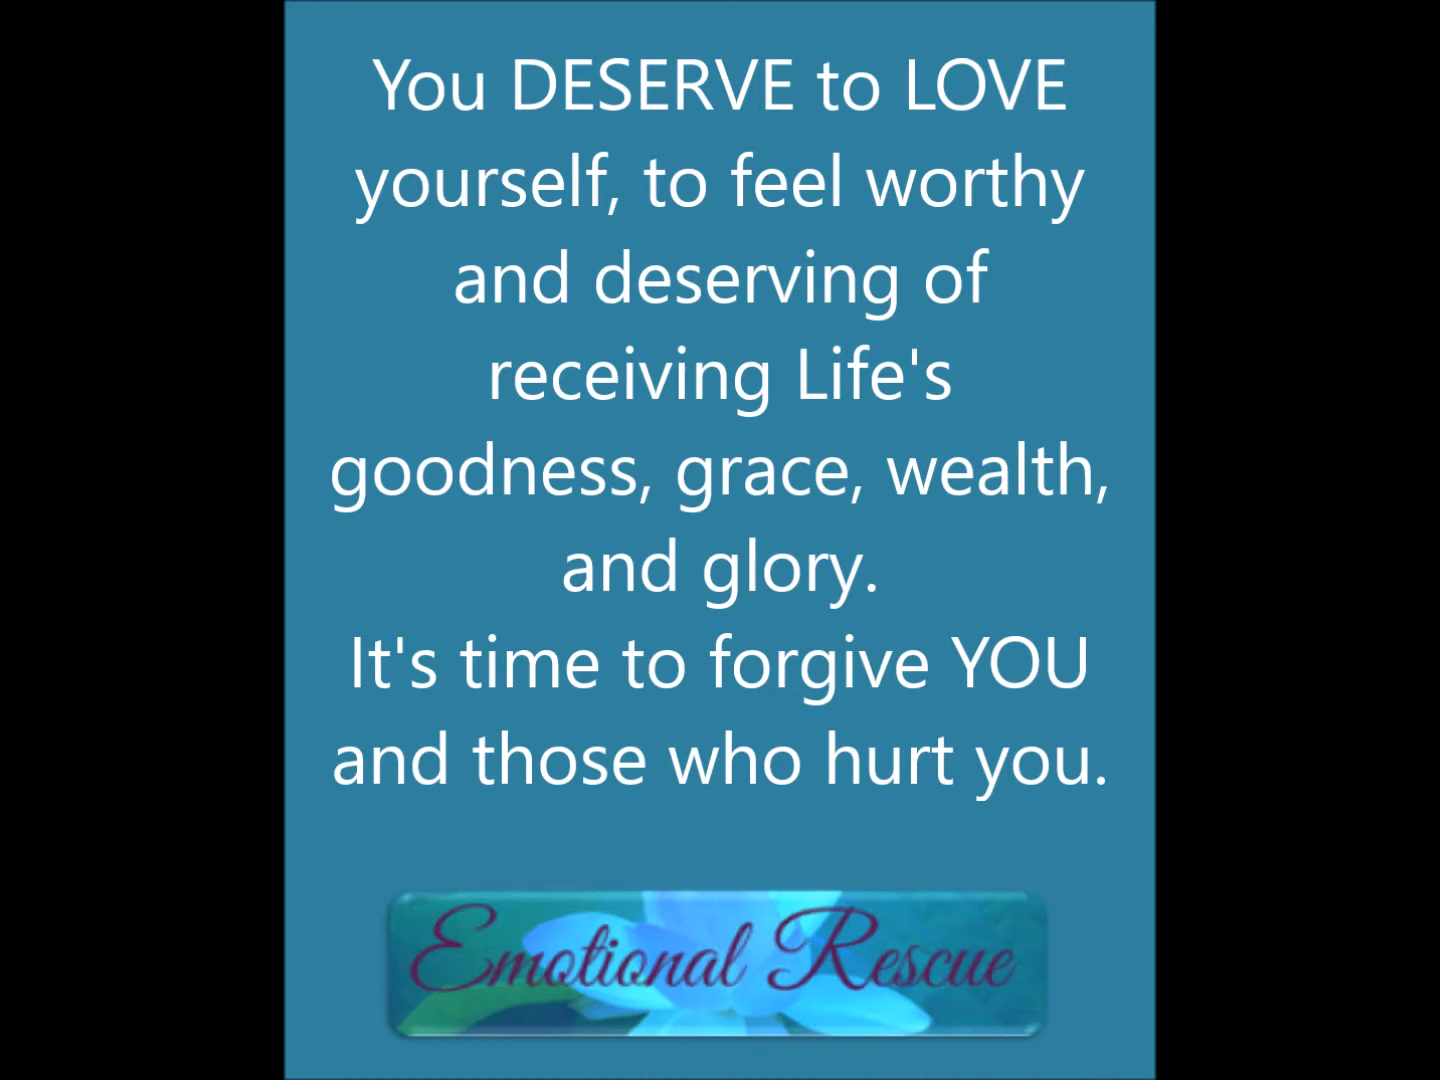 You DESERVE to LOVE
yourself, to feel worthy
and deserving of
receiving Life's
goodness, grace, wealth,
and glory.
It's time to forgive YOU
and those who hurt you.
Emotional Rescue